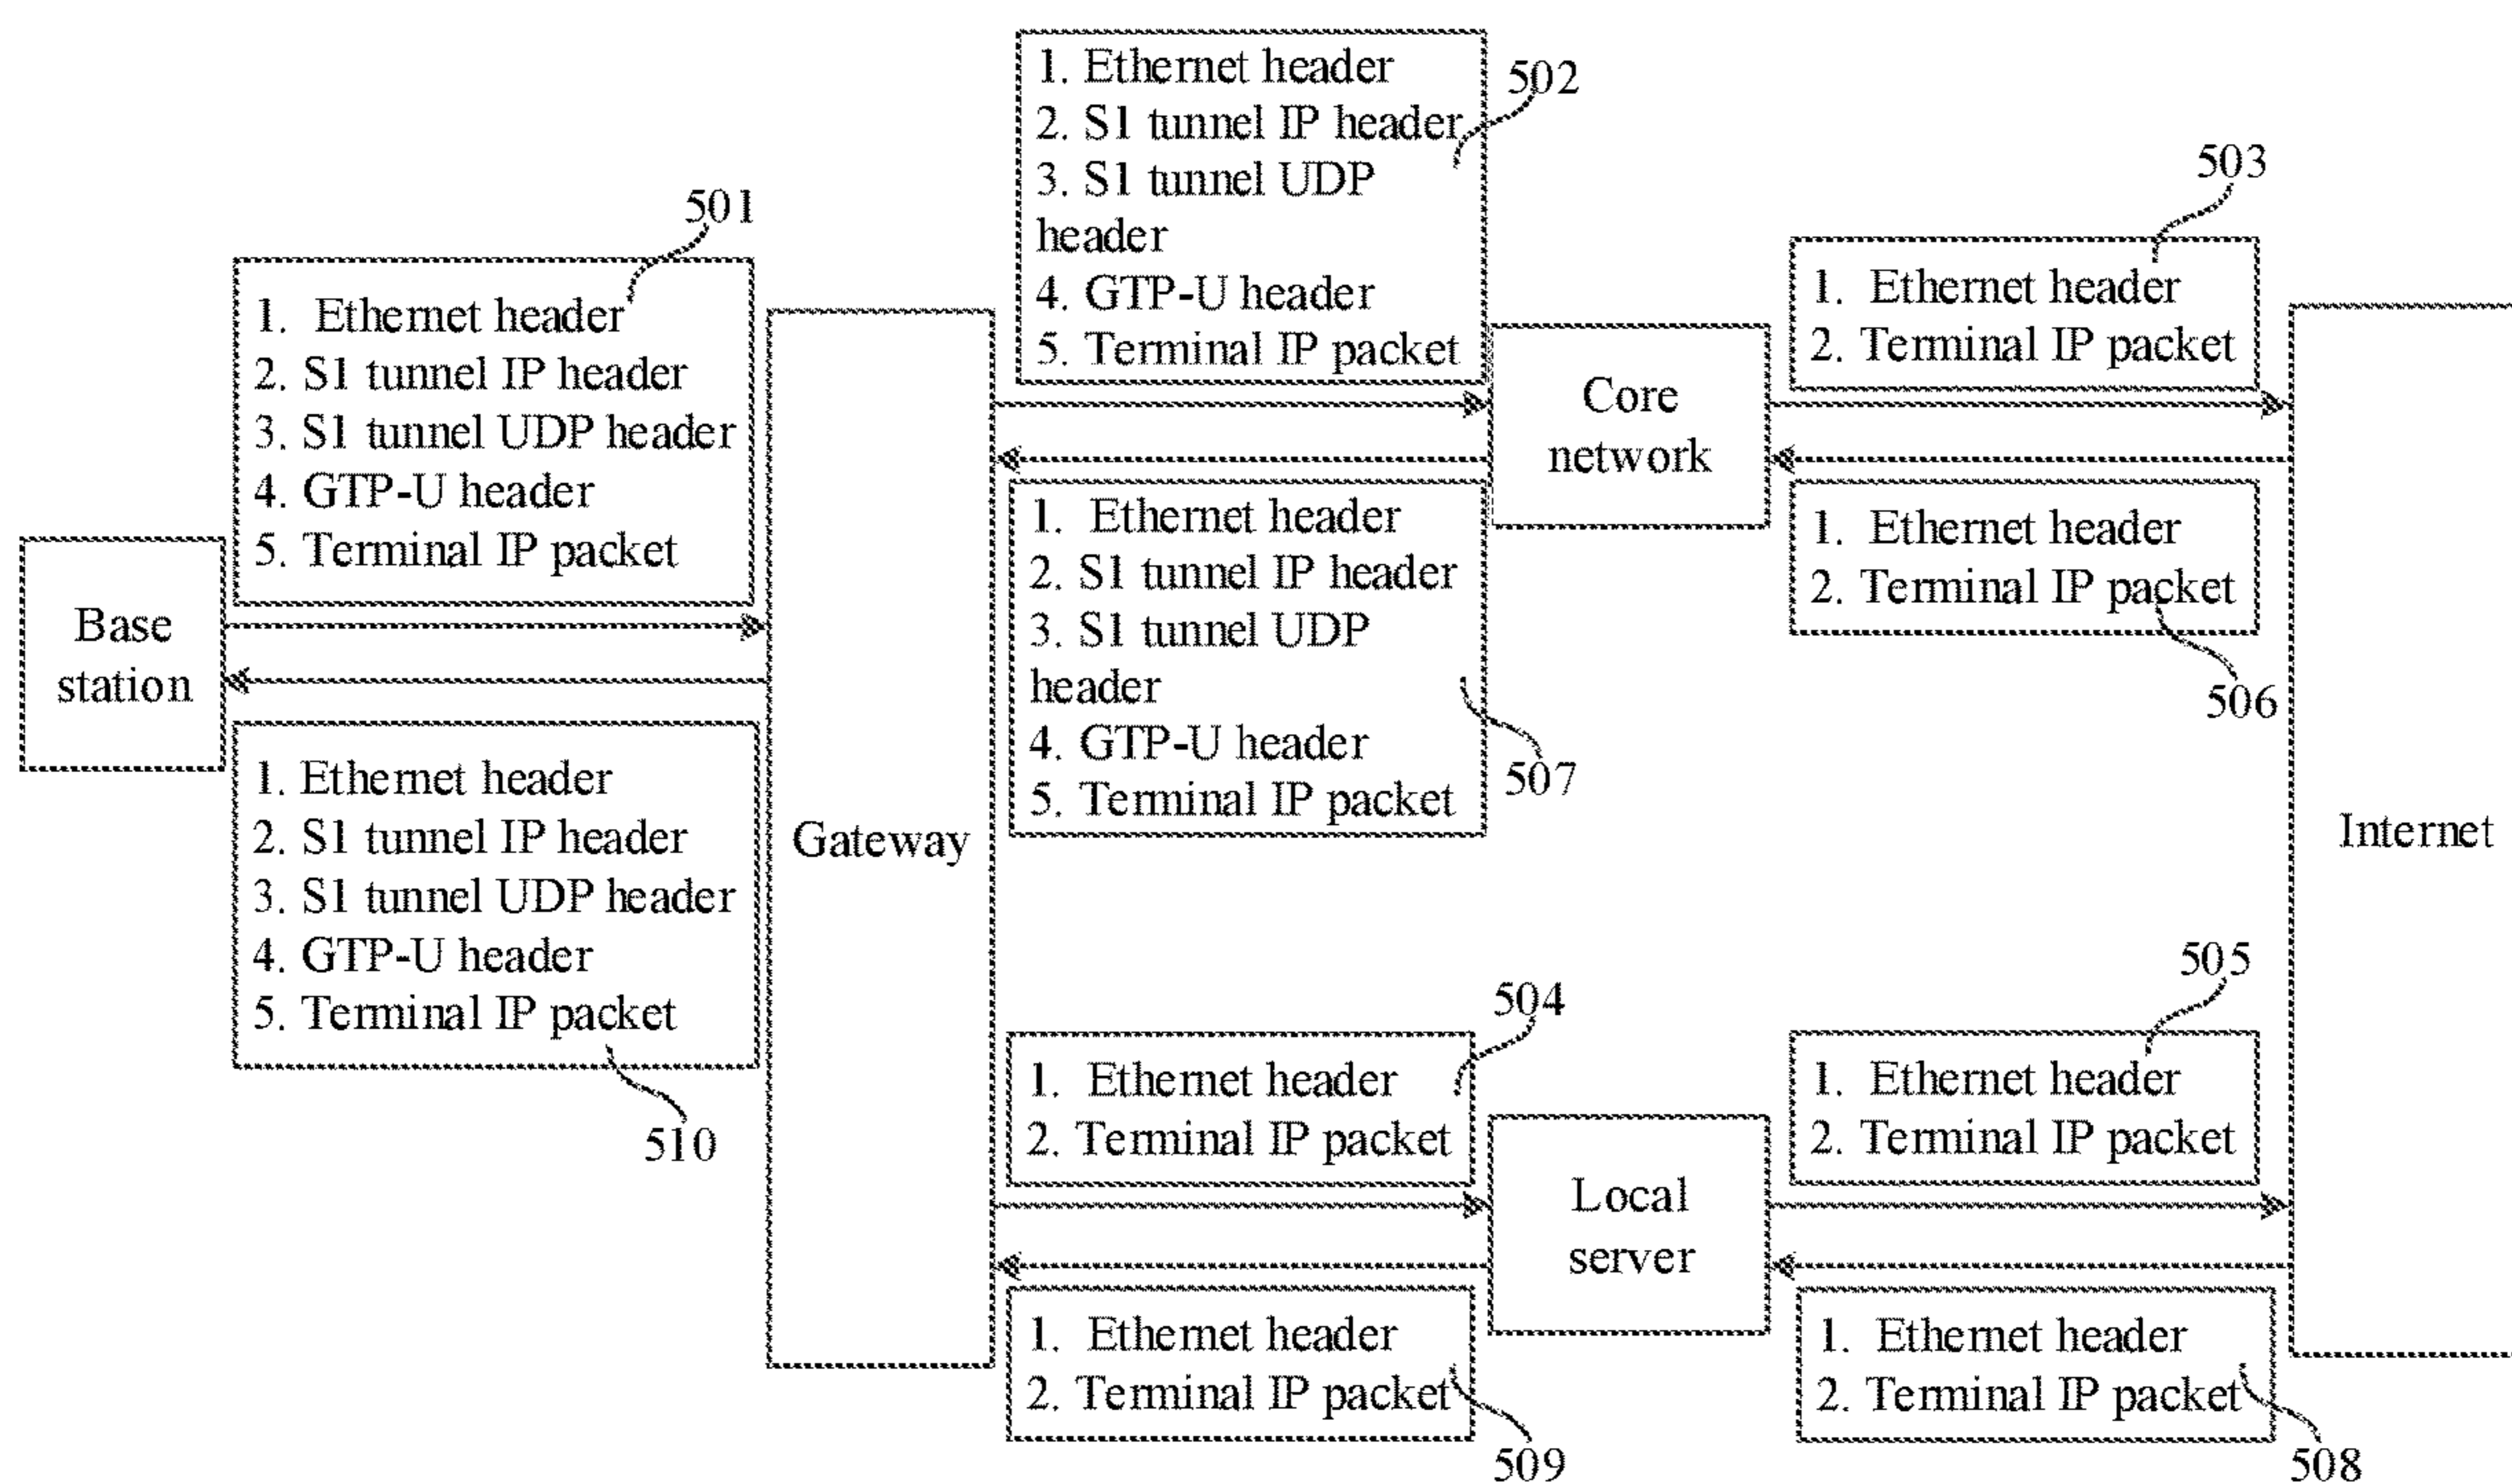 501
1. Ethernet header
2. S1 tunnel IP header
3. S1 tunnel UDP header
4. GTP-U header
5. Terminal IP packet
Base
station
1. Ethernet header
2. S1 tunnel IP header
3. S1 tunnel UDP header
4. GTP-U header
5. Terminal IP packet
510
Gateway
1. Ethernet header
2. S1 tunnel IP header
3. S1 tunnel UDP
header
4. GTP-U header
5. Terminal IP packet
502
Core
network
1. Ethernet header
2. S1 tunnel IP header
3. S1 tunnel UDP
header
4. GTP-U header
5. Terminal IP packet
507
503
1. Ethernet header
2. Terminal IP packet
1. Ethernet header
2. Terminal IP packet
506
Internet
504
1. Ethernet header
2. Terminal IP packet
Local
server
1. Ethernet header
2. Terminal IP packet
509
505
1. Ethernet header
2. Terminal IP packet
1. Ethernet header
2. Terminal IP packet
508